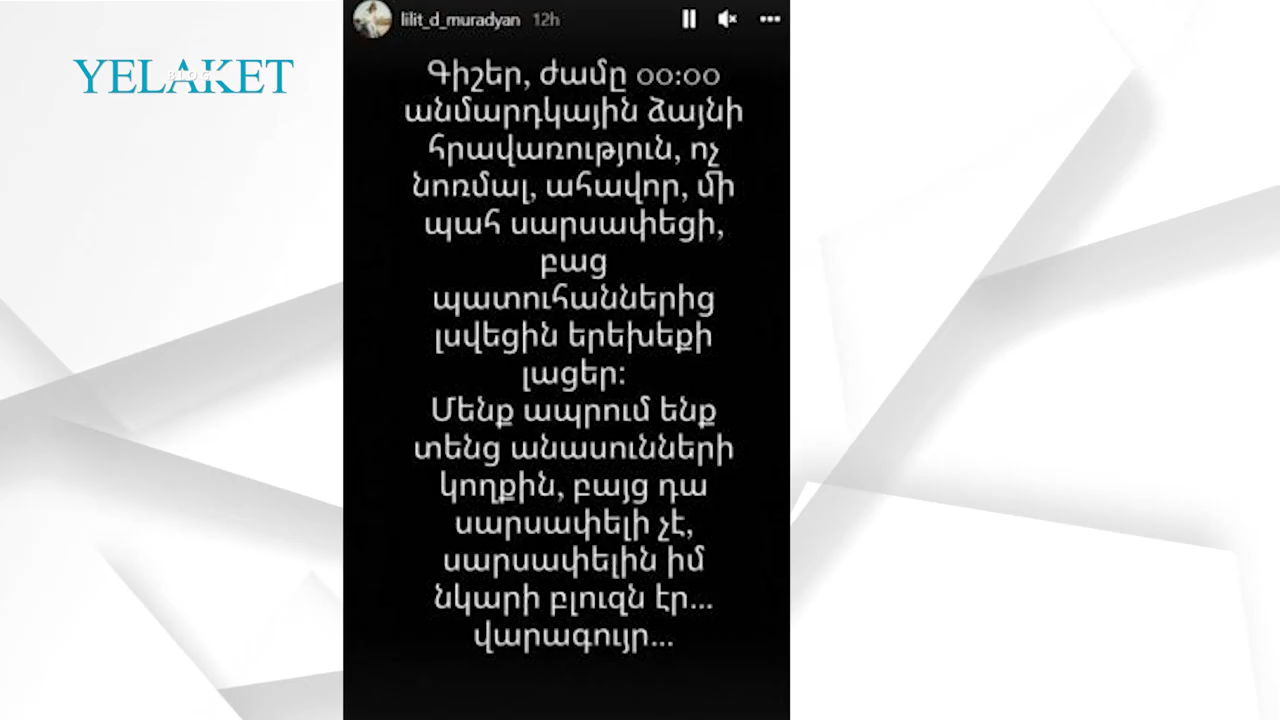 lilit_d_muradyan 12h
YELAKET
BLOG
Գիշեր, ժամը 00:00
անմարդկային ձայնի
հրավառություն, ոչ
նոռմալ, ահավոր, մի
պահ սարսափեցի,
բաց
պատուհաններից
լսվեցին երեխեքի
լացեր:
Մենք ապրում ենք
տենց անասունների
կողքին, բայց դա
սարսափելի չէ,
սարսափելին իմ
նկարի բլուզն էր...
վարագույր...